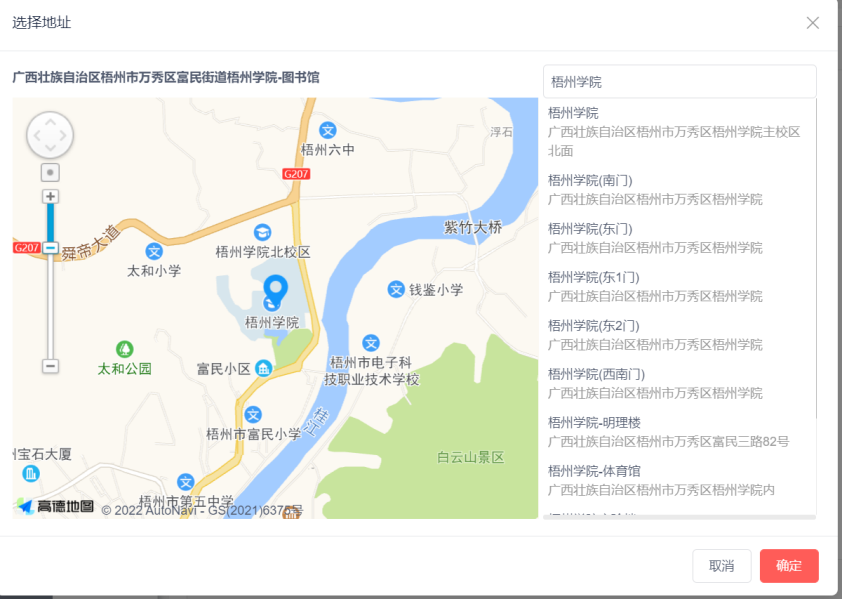 选择地址
广西壮族自治区梧州市万秀区富民街道梧州学院-图书馆
梧州学院
浮石
梧州六中
G207
紫竹大桥
舜帝大道
G207
梧州学院北校区
太和小学
钱鉴小学
梧州学院
太和公园
富民小区
梧州市电子科
技职业技术学校
梧州市富民小学
桂江
州宝石大厦
白云山景区
梧州市第五中学
高德地图
© 2022 AutoNavi - GS(2021)6375号
梧州学院
广西壮族自治区梧州市万秀区梧州学院主校区
北面
梧州学院(南门)
广西壮族自治区梧州市万秀区梧州学院
梧州学院(东门)
广西壮族自治区梧州市万秀区梧州学院
梧州学院(东1门)
广西壮族自治区梧州市万秀区梧州学院
梧州学院(东2门)
广西壮族自治区梧州市万秀区梧州学院
梧州学院(西南门)
广西壮族自治区梧州市万秀区梧州学院
梧州学院-明理楼
广西壮族自治区梧州市万秀区富民三路82号
梧州学院-体育馆
广西壮族自治区梧州市万秀区梧州学院内
取消
确定